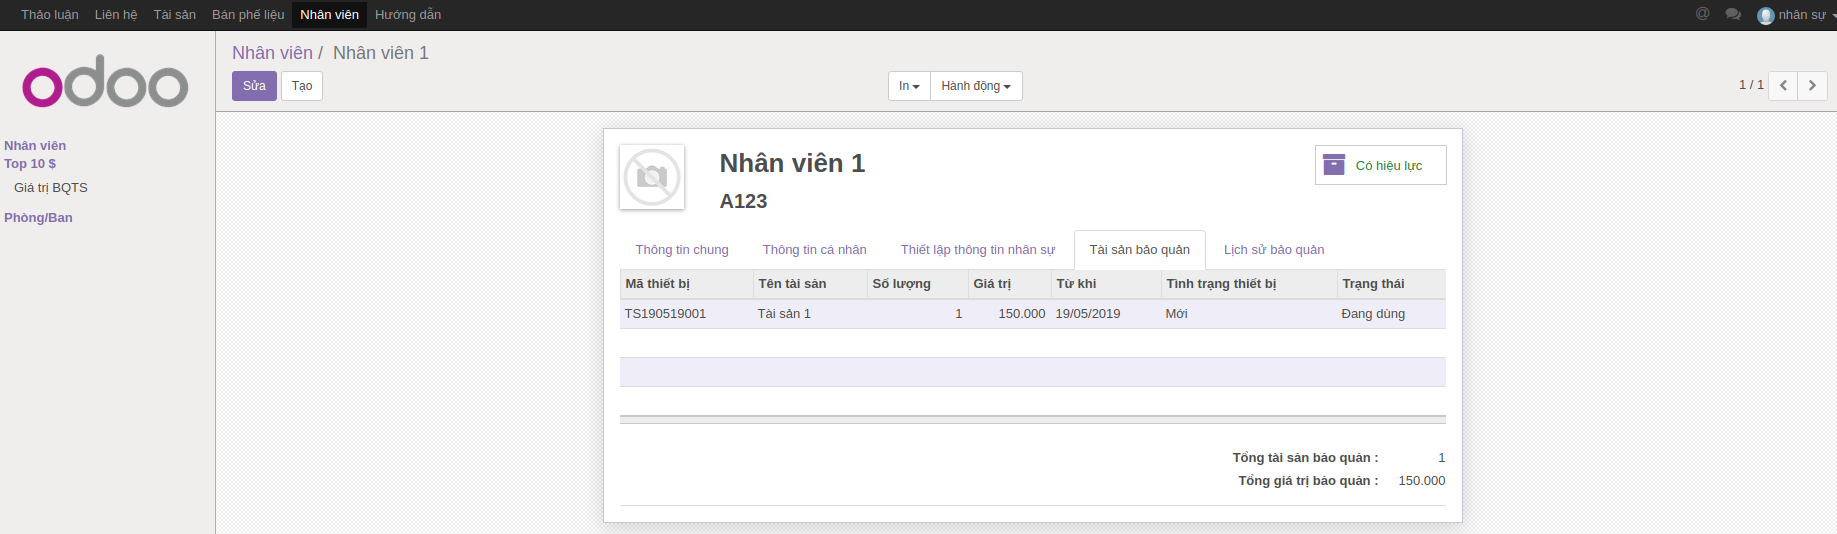 Thảo luận Liên hệ Tài sản Bán phế liệu Nhân viên Hướng dẫn @ nhân sự
odoo
Nhân viên / Nhân viên 1
Sửa Tạo In Hành động 1 / 1
Nhân viên
Top 10 $
Giá trị BQTS
Phòng/Ban
Nhân viên 1
Có hiệu lực
A123
Thông tin chung Thông tin cá nhân Thiết lập thông tin nhân sự Tài sản bảo quản Lịch sử bảo quản
Mã thiết bị Tên tài sản Số lượng Giá trị Từ khi Tình trạng thiết bị Trạng thái
TS190519001 Tài sản 1 1 150.000 19/05/2019 Mới Đang dùng
Tổng tài sản bảo quản : 1
Tổng giá trị bảo quản : 150.000